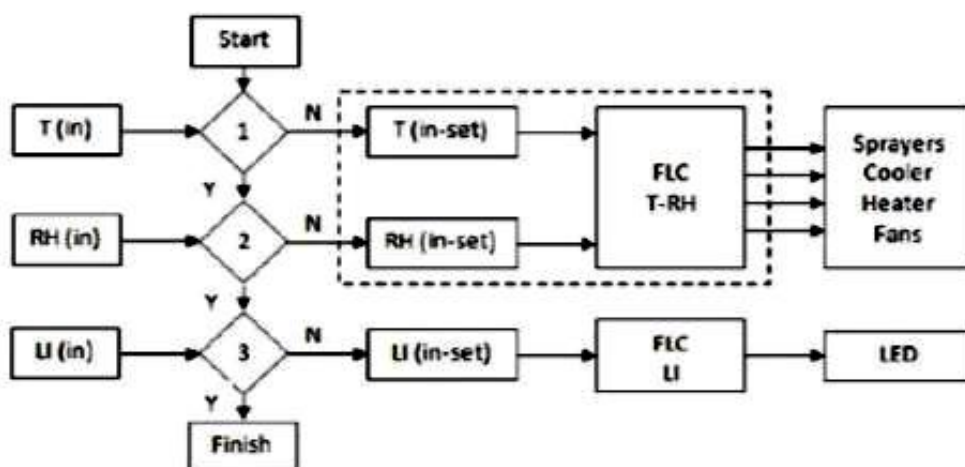 Start
T (in)
1
N
T (in-set)
FLC
T-RH
Sprayers
Cooler
Heater
Fans
Y
RH (in)
2
N
RH (in-set)
Y
LI (in)
3
N
LI (in-set)
FLC
LI
LED
Y
Finish